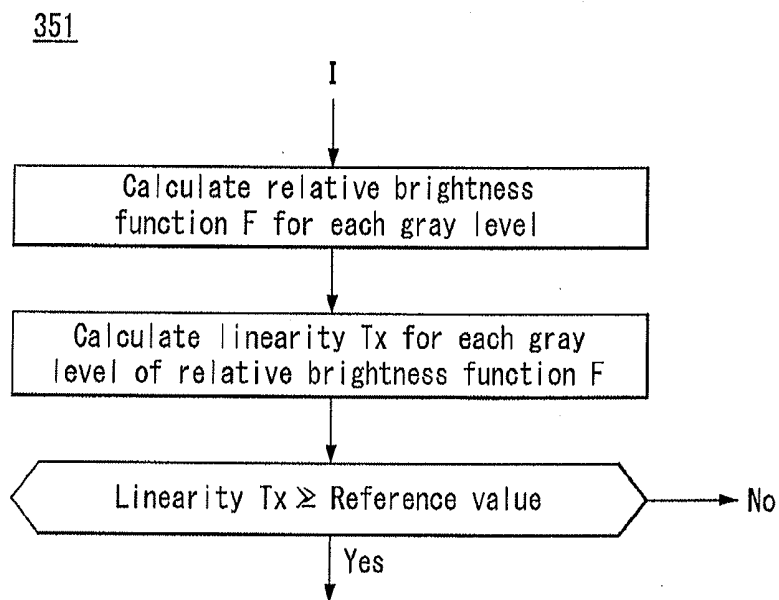 351
I
Calculate relative brightness
function F for each gray level
Calculate linearity Tx for each gray
level of relative brightness function F
Linearity Tx ≥ Reference value
No
Yes